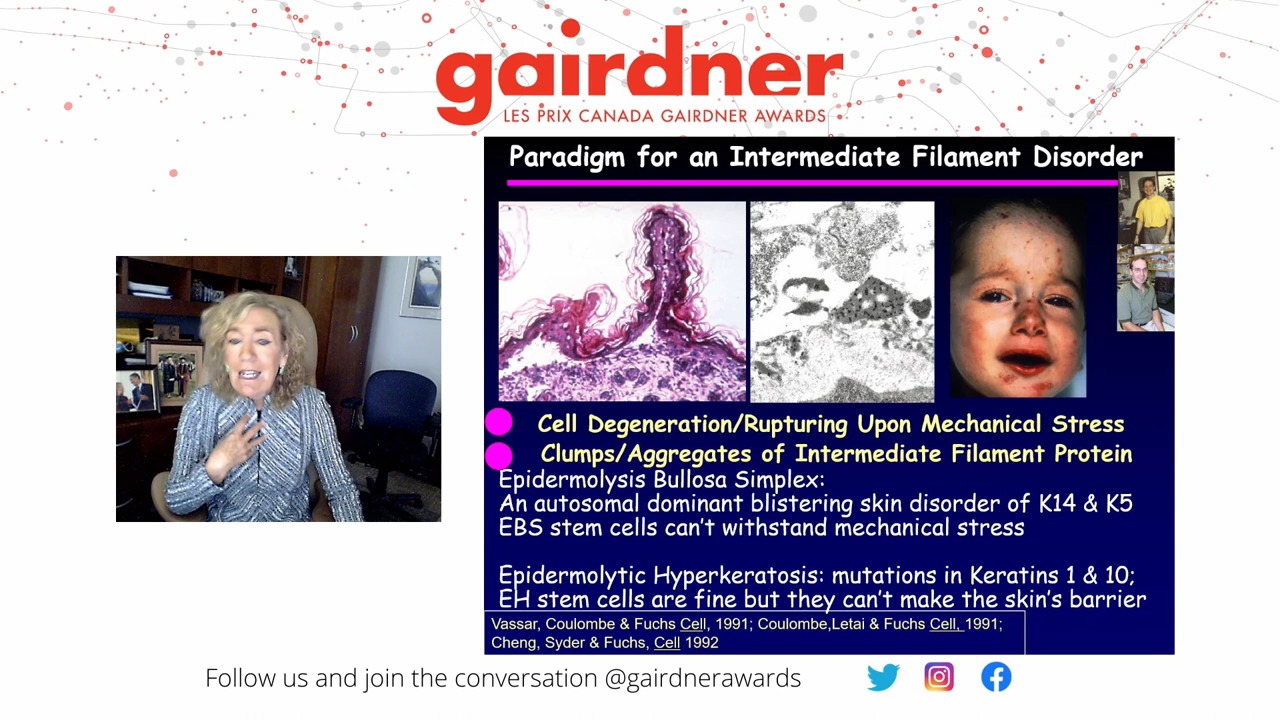 gairdner
LES PRIX CANADA GAIRDNER AWARDS
Paradigm for an Intermediate Filament Disorder
Cell Degeneration/Rupturing Upon Mechanical Stress
Clumps/Aggregates of Intermediate Filament Protein
Epidermolysis Bullosa Simplex:
An autosomal dominant blistering skin disorder of K14 & K5
EBS stem cells can't withstand mechanical stress
Epidermolytic Hyperkeratosis: mutations in Keratins 1 & 10;
EH stem cells are fine but they can't make the skin's barrier
Vassar, Coulombe & Fuchs Cell, 1991; Coulombe,Letai & Fuchs Cell, 1991;
Cheng, Syder & Fuchs, Cell 1992
Follow us and join the conversation @gairdnerawards